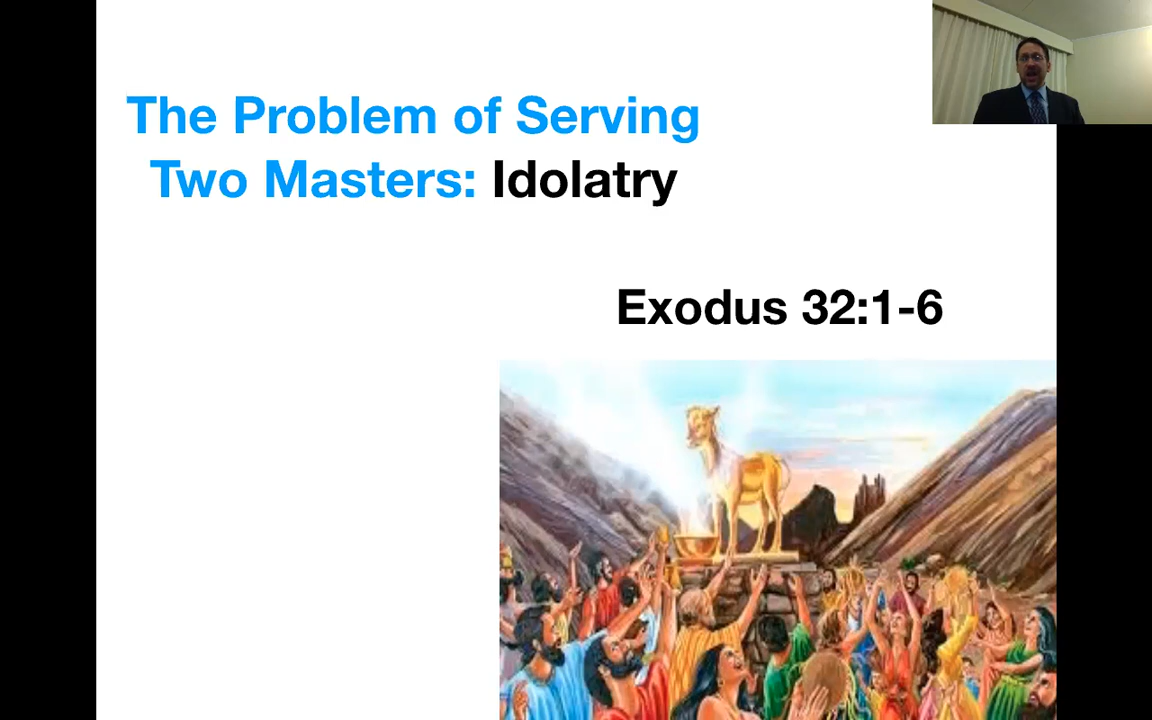 The Problem of Serving
Two Masters: Idolatry
Exodus 32:1-6